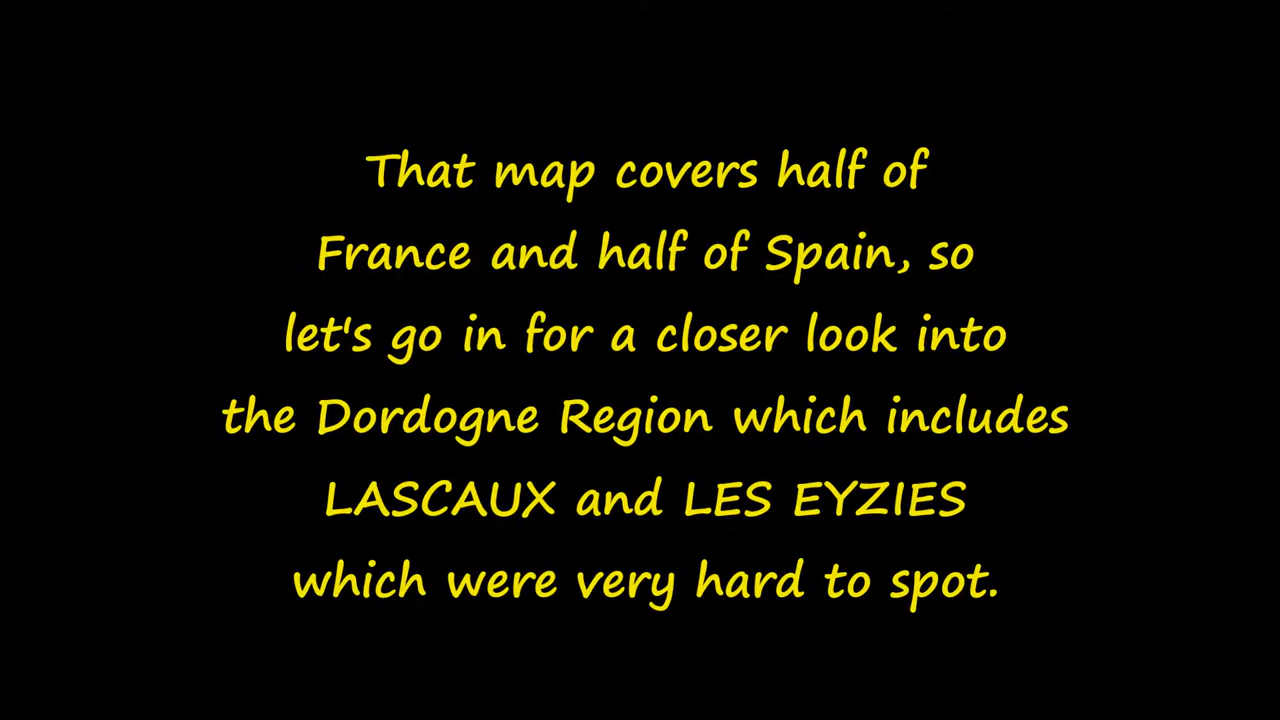 That map covers half of
France and half of Spain, so
let's go in for a closer look into
the Dordogne Region which includes
LASCAUX and LES EYZIES
which were very hard to spot.